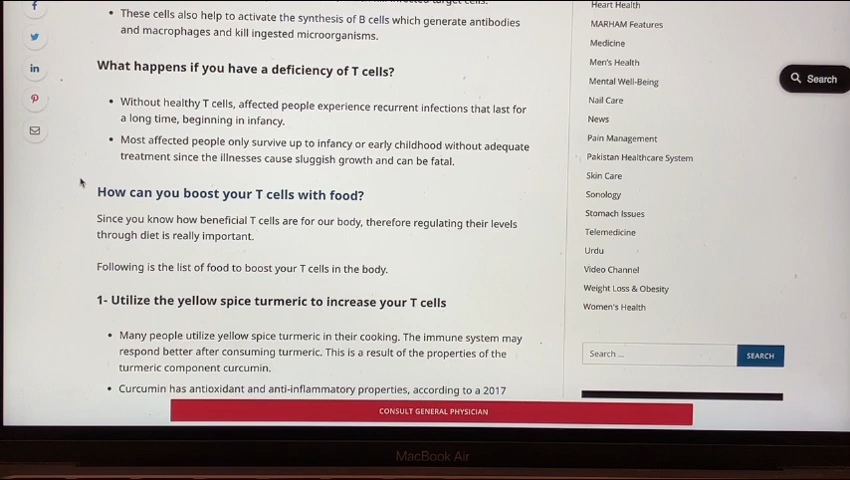 • These cells also help to activate the synthesis of B cells which generate antibodies
and macrophages and kill ingested microorganisms.
What happens if you have a deficiency of T cells?
• Without healthy T cells, affected people experience recurrent infections that last for
a long time, beginning in infancy.
• Most affected people only survive up to infancy or early childhood without adequate
treatment since the illnesses cause sluggish growth and can be fatal.
How can you boost your T cells with food?
Since you know how beneficial T cells are for our body, therefore regulating their levels
through diet is really important.
Following is the list of food to boost your T cells in the body.
1- Utilize the yellow spice turmeric to increase your T cells
• Many people utilize yellow spice turmeric in their cooking. The immune system may
respond better after consuming turmeric. This is a result of the properties of the
turmeric component curcumin.
• Curcumin has antioxidant and anti-inflammatory properties, according to a 2017
CONSULT GENERAL PHYSICIAN
Heart Health
MARHAM Features
Medicine
Men's Health
Mental Well-Being
Nail Care
News
Pain Management
Pakistan Healthcare System
Skin Care
Sonology
Stomach Issues
Telemedicine
Urdu
Video Channel
Weight Loss & Obesity
Women's Health
Search ...
SEARCH
Search
MacBook Air